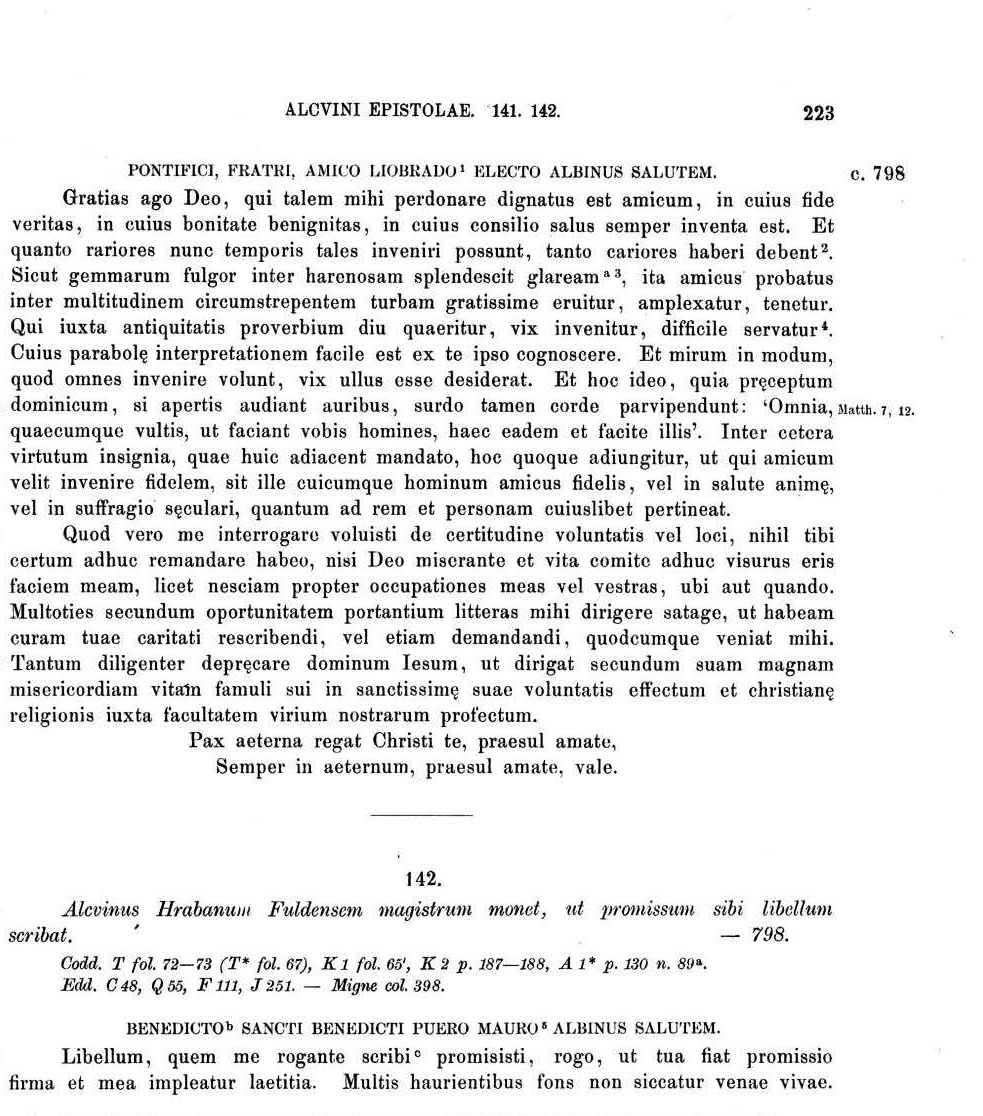 ALCVINI EPISTOLAE. 141. 142. 223
PONTIFICI, FRATRI, AMICO LIOBRADO¹ ELECTO ALBINUS SALUTEM. c. 798
Gratias ago Deo, qui talem mihi perdonare dignatus est amicum, in cuius fide
veritas, in cuius bonitate benignitas, in cuius consilio salus semper inventa est. Et
quanto rariores nunc temporis tales inveniri possunt, tanto cariores haberi debent².
Sicut gemmarum fulgor inter harenosam splendescit glaream ᵃ ³, ita amicus probatus
inter multitudinem circumstrepentem turbam gratissime eruitur, amplexatur, tenetur.
Qui iuxta antiquitatis proverbium diu quaeritur, vix invenitur, difficile servatur⁴.
Cuius parabolę interpretationem facile est ex te ipso cognoscere. Et mirum in modum,
quod omnes invenire volunt, vix ullus esse desiderat. Et hoc ideo, quia pręceptum
dominicum, si apertis audiant auribus, surdo tamen corde parvipendunt: ‘Omnia, Matth. 7, 12.
quaecumque vultis, ut faciant vobis homines, haec eadem et facite illis’. Inter cetera
virtutum insignia, quae huic adiacent mandato, hoc quoque adiungitur, ut qui amicum
velit invenire fidelem, sit ille cuicumque hominum amicus fidelis, vel in salute animę,
vel in suffragio sęculari, quantum ad rem et personam cuiuslibet pertineat.
Quod vero me interrogare voluisti de certitudine voluntatis vel loci, nihil tibi
certum adhuc remandare habeo, nisi Deo miserante et vita comite adhuc visurus eris
faciem meam, licet nesciam propter occupationes meas vel vestras, ubi aut quando.
Multoties secundum oportunitatem portantium litteras mihi dirigere satage, ut habeam
curam tuae caritati rescribendi, vel etiam demandandi, quodcumque veniat mihi.
Tantum diligenter depręcare dominum Iesum, ut dirigat secundum suam magnam
misericordiam vitam famuli sui in sanctissimę suae voluntatis effectum et christianę
religionis iuxta facultatem virium nostrarum profectum.
Pax aeterna regat Christi te, praesul amate,
Semper in aeternum, praesul amate, vale.
142.
Alcvinus Hrabanum Fuldensem magistrum monet, ut promissum sibi libellum
scribat. — 798.
Codd. T fol. 72—73 (T* fol. 67), K 1 fol. 65', K 2 p. 187—188, A 1* p. 130 n. 89ᵃ.
Edd. C 48, Q 55, F 111, J 251. — Migne col. 398.
BENEDICTOᵇ SANCTI BENEDICTI PUERO MAURO⁵ ALBINUS SALUTEM.
Libellum, quem me rogante scribiᶜ promisisti, rogo, ut tua fiat promissio
firma et mea impleatur laetitia. Multis haurientibus fons non siccatur venae vivae.